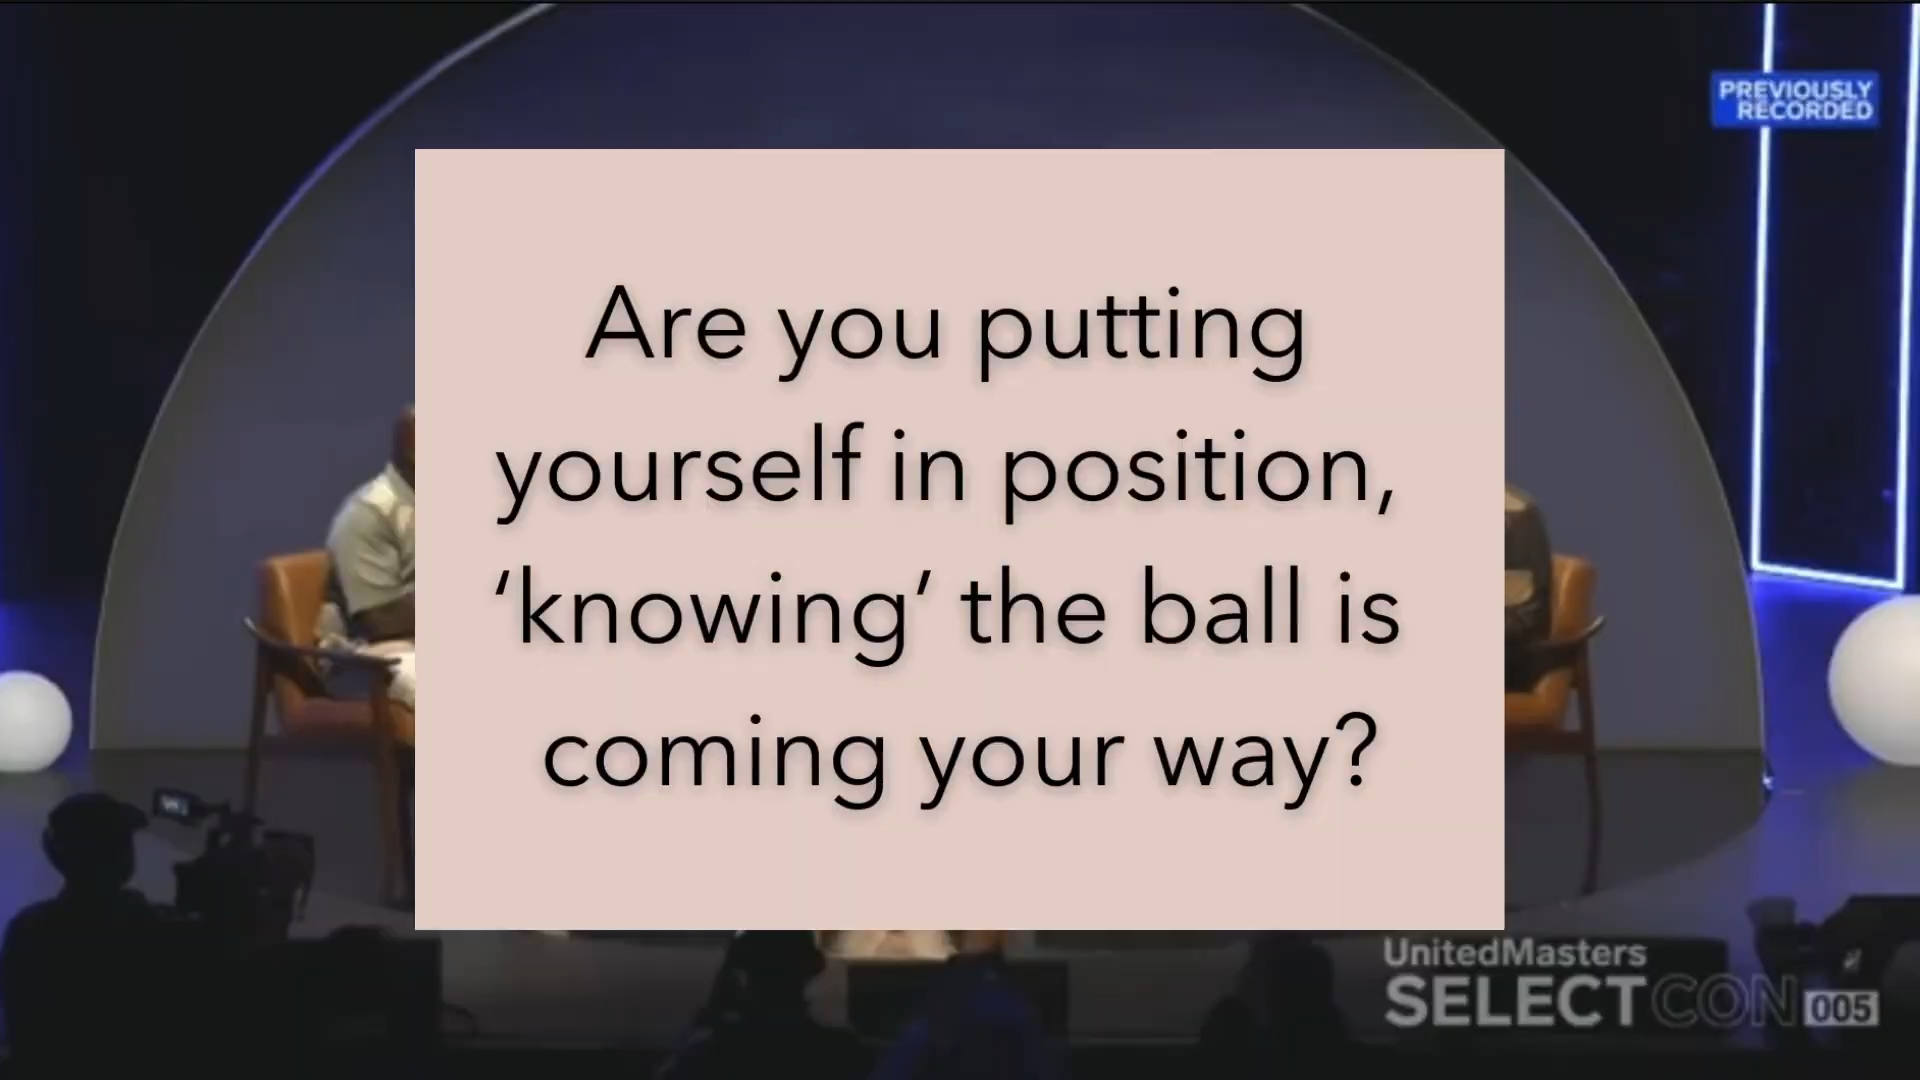 PREVIOUSLY
RECORDED
Are you putting
yourself in position,
‘knowing’ the ball is
coming your way?
UnitedMasters
SELECTCON 005